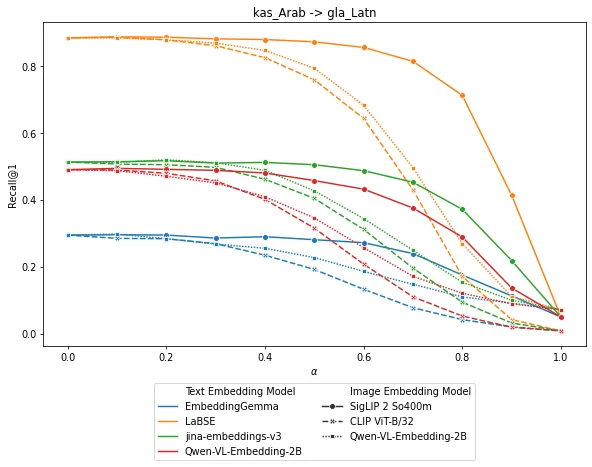 kas_Arab -> gla_Latn
Recall@1
0.8
0.6
0.4
0.2
0.0
0.0 0.2 0.4 0.6 0.8 1.0
α
Text Embedding Model
EmbeddingGemma
LaBSE
jina-embeddings-v3
Qwen-VL-Embedding-2B
Image Embedding Model
SigLIP 2 So400m
CLIP ViT-B/32
Qwen-VL-Embedding-2B